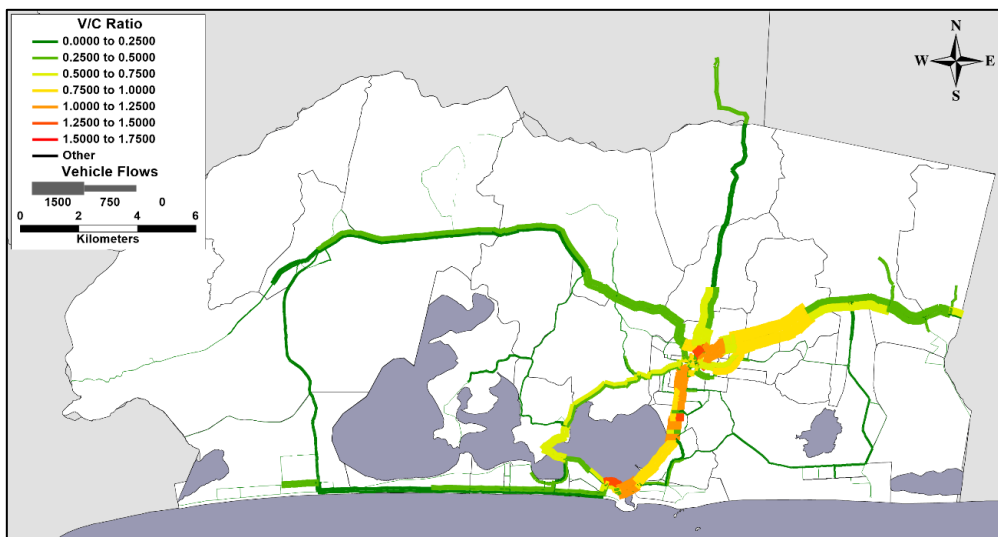 V/C Ratio
0.0000 to 0.2500
0.2500 to 0.5000
0.5000 to 0.7500
0.7500 to 1.0000
1.0000 to 1.2500
1.2500 to 1.5000
1.5000 to 1.7500
Other
Vehicle Flows
1500 750 0
0 2 4 6
Kilometers
N
W E
S